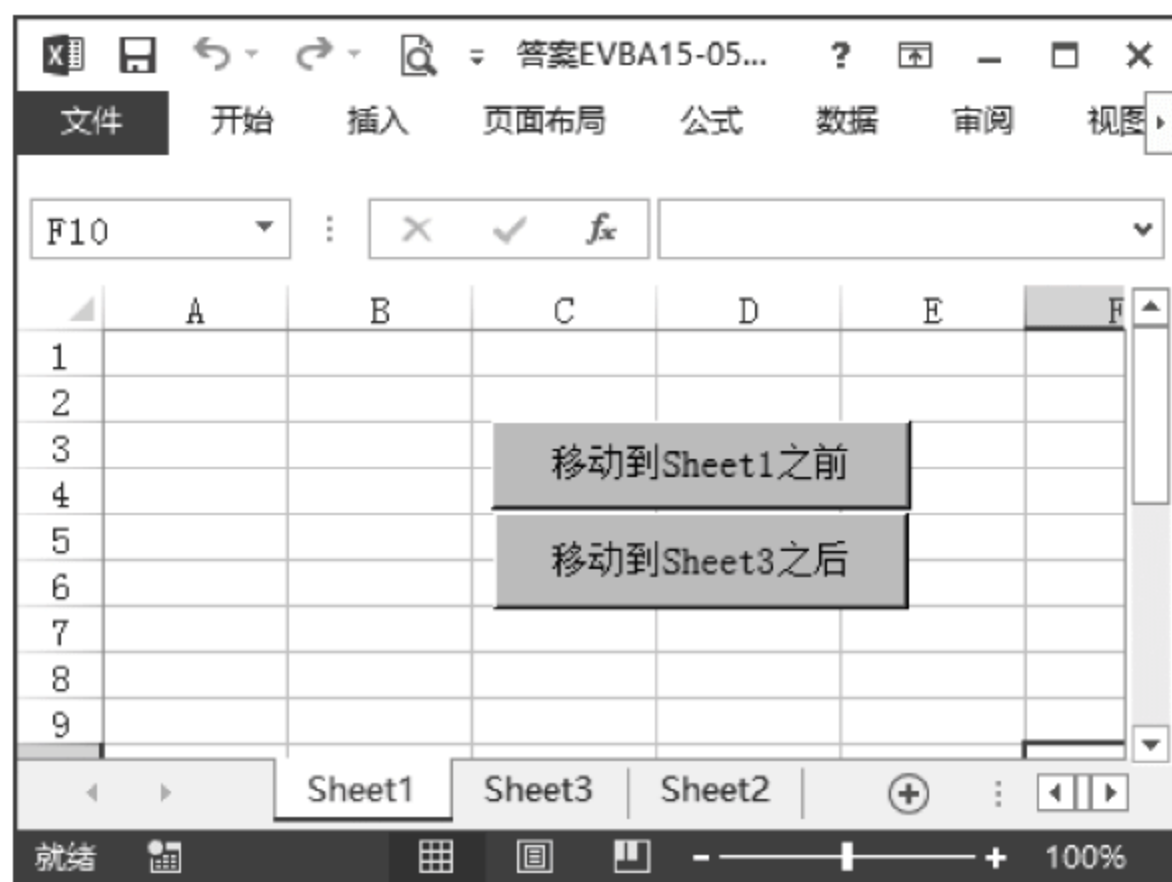 答案EVBA15-05... ?
文件 开始 插入 页面布局 公式 数据 审阅 视图
F10 fx
A B C D E F
1
2
3
移动到Sheet1之前
4
5
移动到Sheet3之后
6
7
8
9
Sheet1 Sheet3 Sheet2
就绪 100%